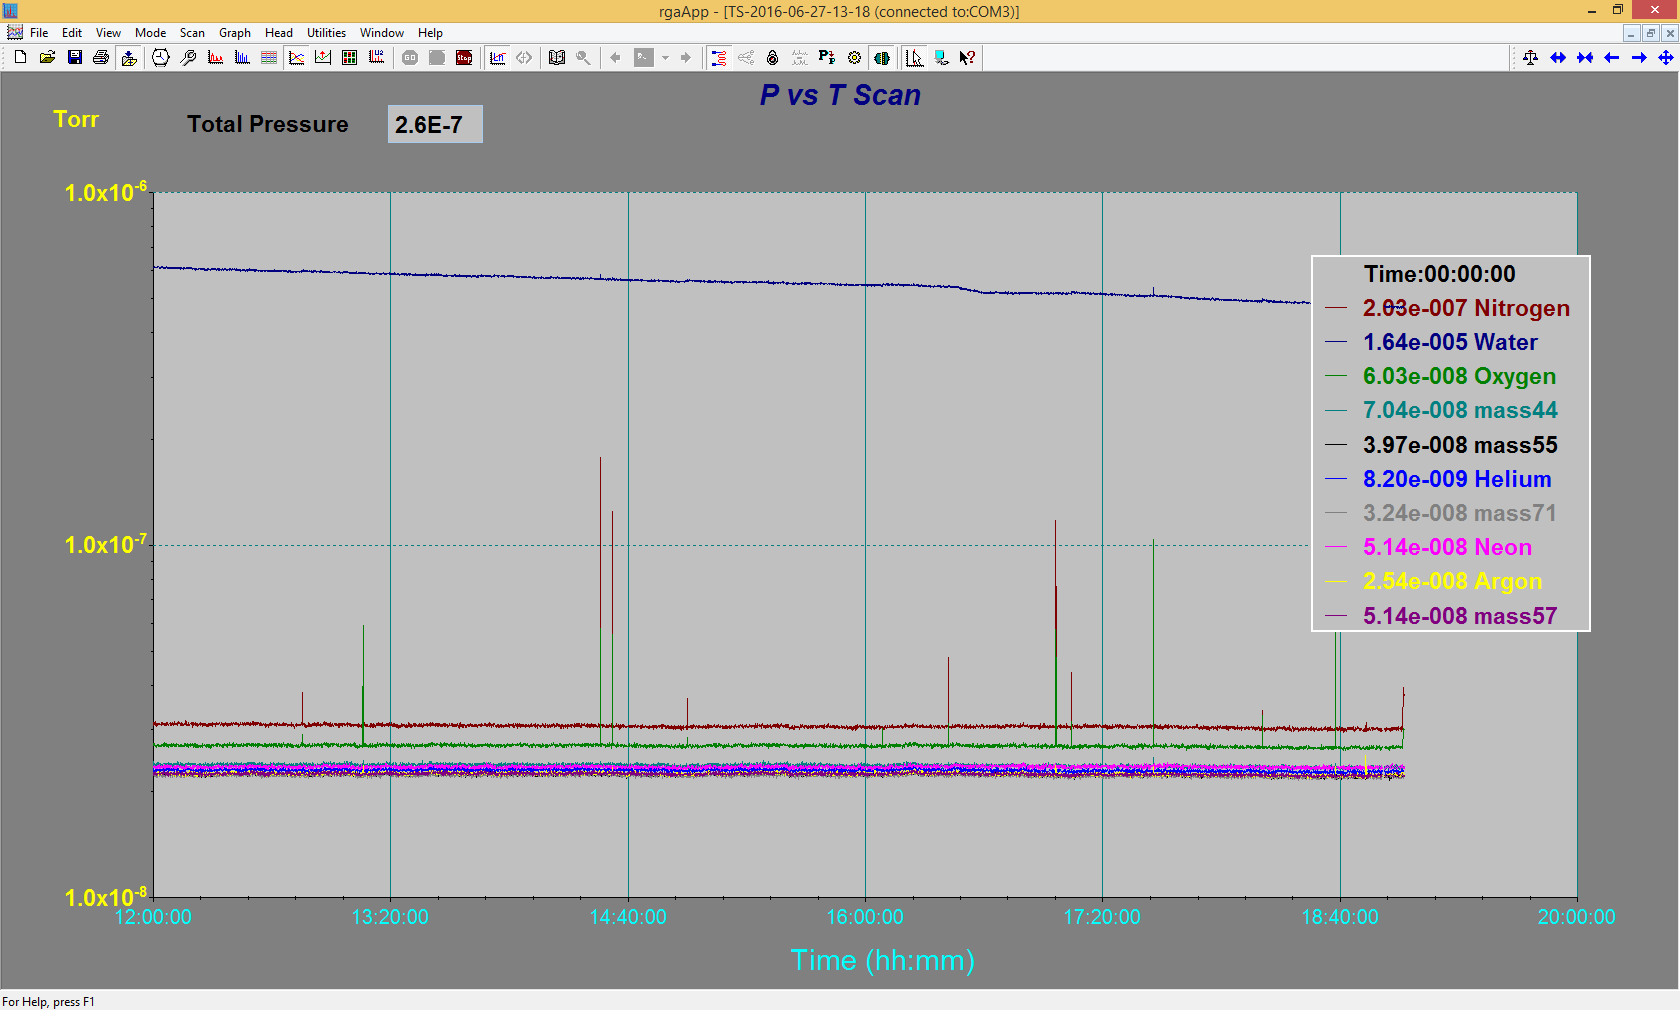 rgaApp - [TS-2016-06-27-13-18 (connected to:COM3)]
File Edit View Mode Scan Graph Head Utilities Window Help
GO Stop
P vs T Scan
Torr
Total Pressure 2.6E-7
1.0x10⁻⁶
Time:00:00:00
2.03e-007 Nitrogen
1.64e-005 Water
6.03e-008 Oxygen
7.04e-008 mass44
3.97e-008 mass55
8.20e-009 Helium
3.24e-008 mass71
5.14e-008 Neon
2.54e-008 Argon
5.14e-008 mass57
1.0x10⁻⁷
1.0x10⁻⁸
12:00:00 13:20:00 14:40:00 16:00:00 17:20:00 18:40:00 20:00:00
Time (hh:mm)
For Help, press F1